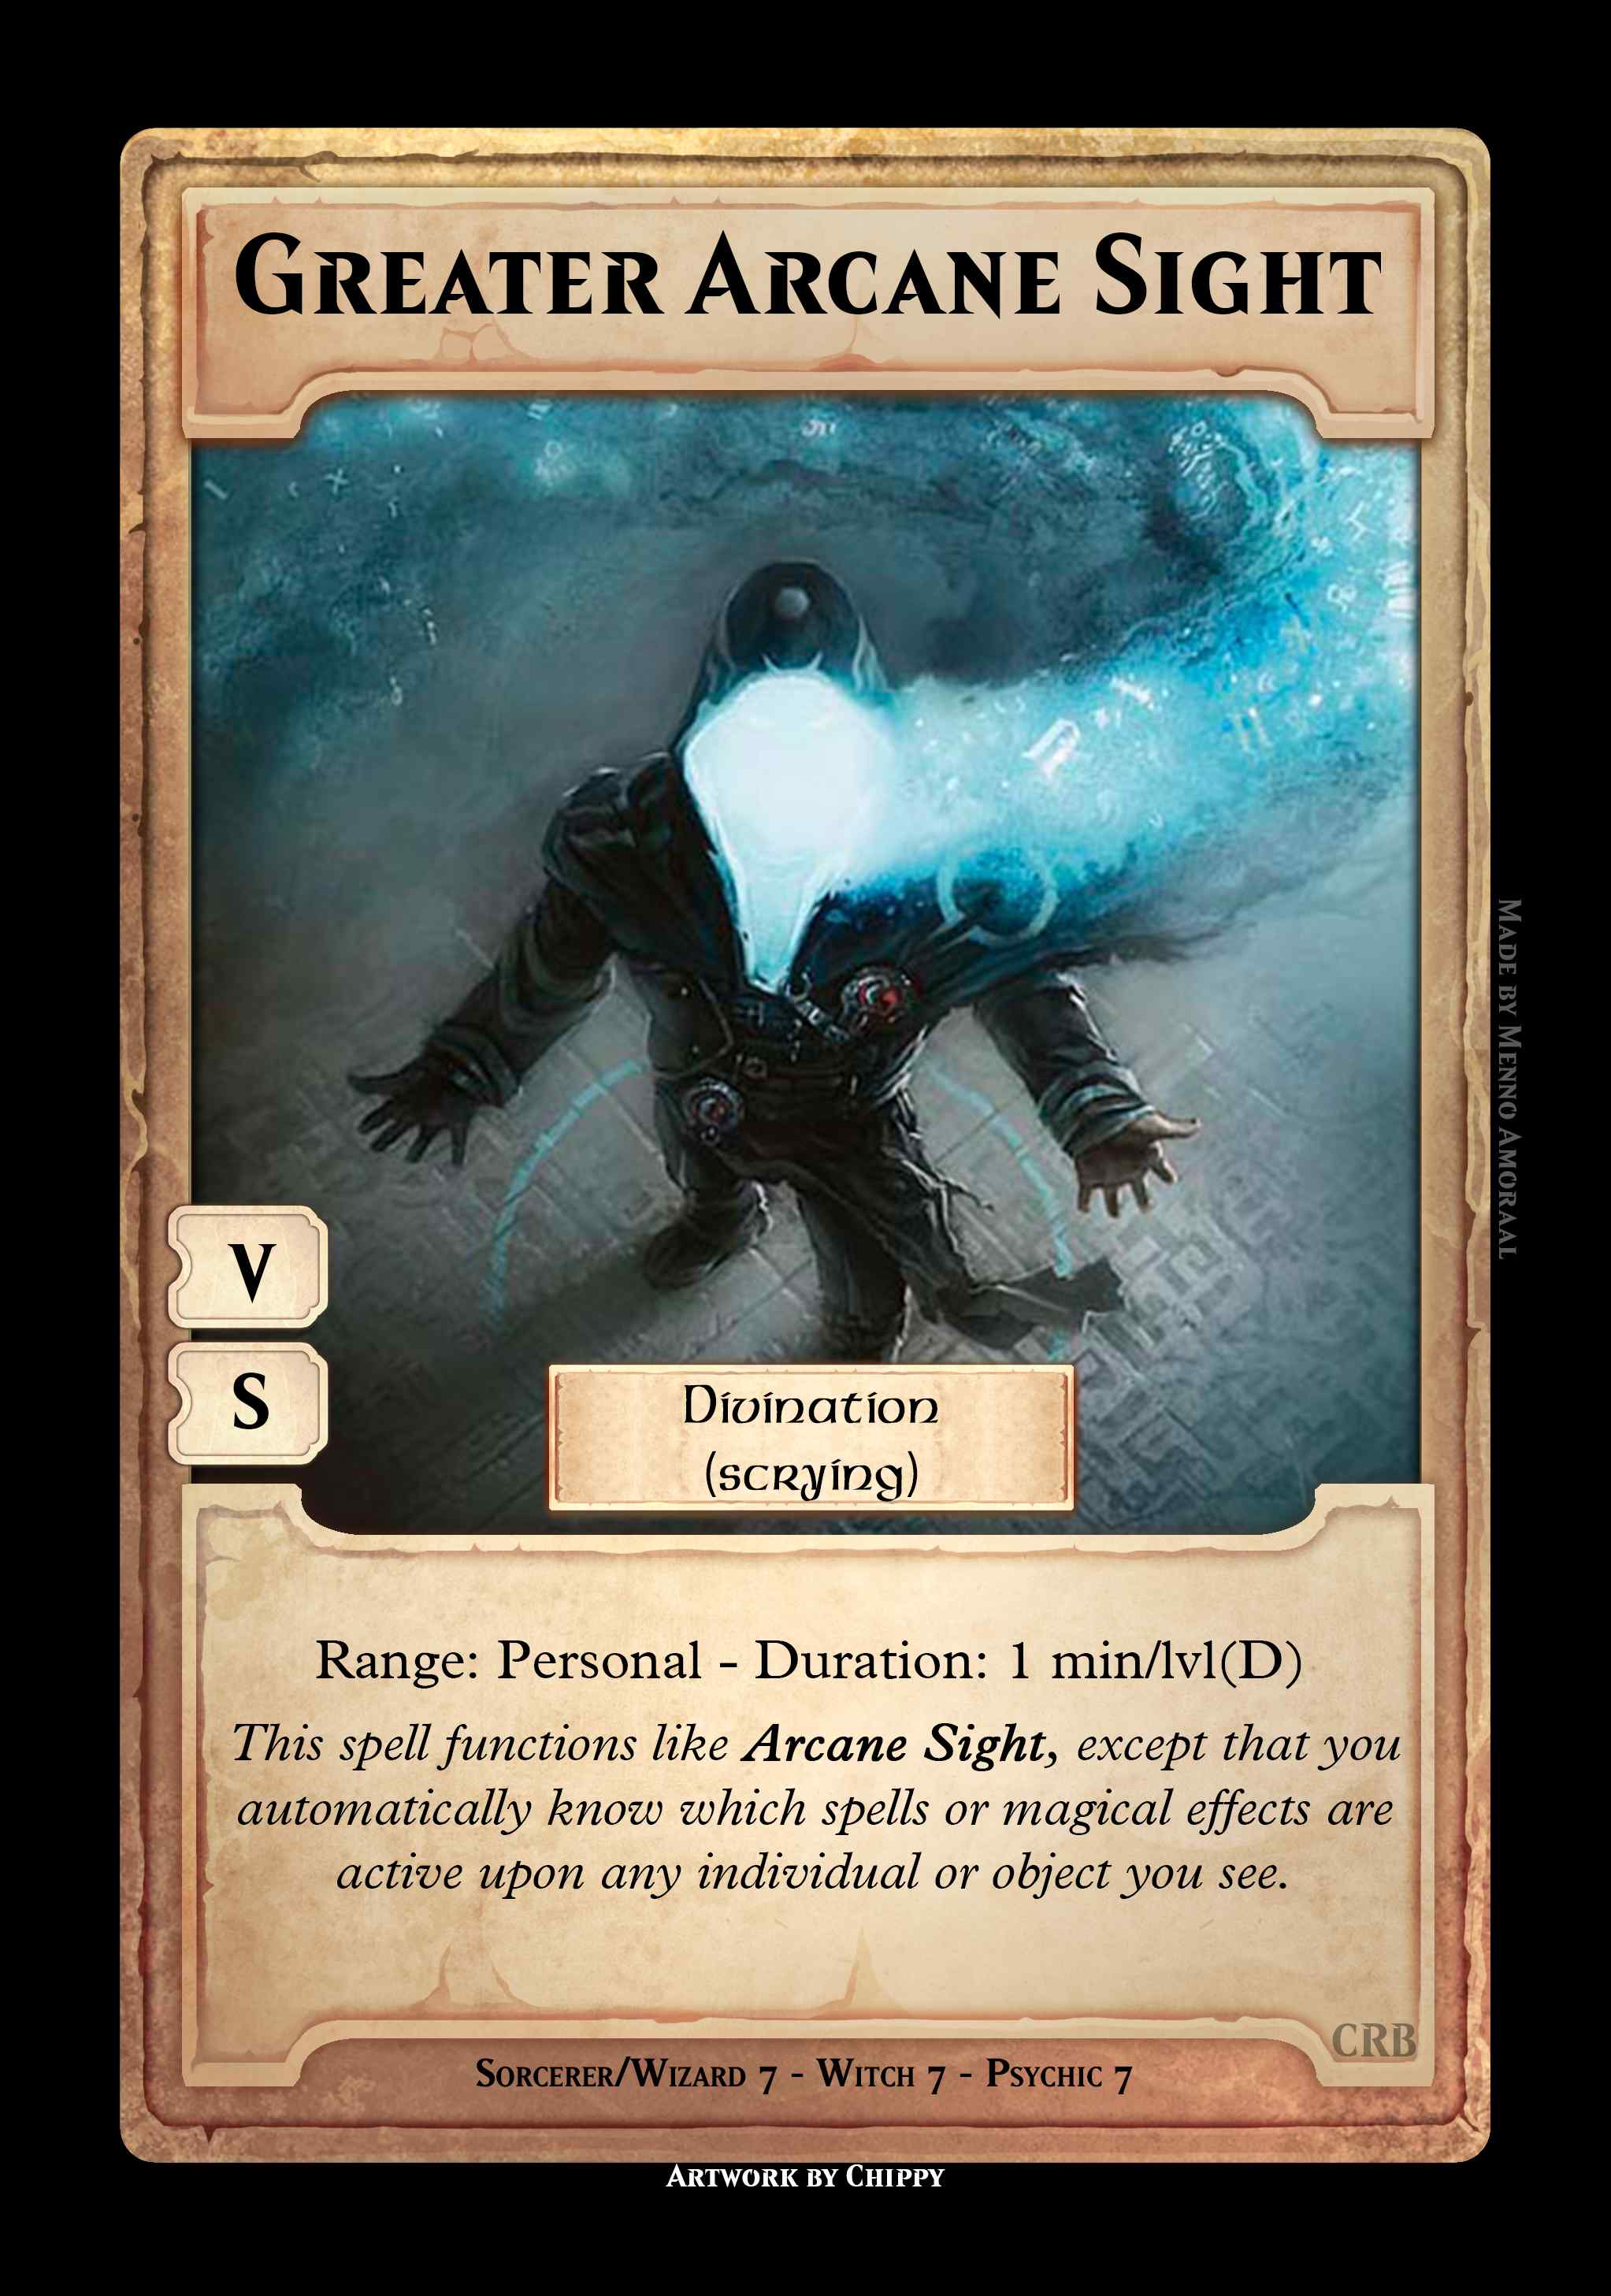 Greater Arcane Sight
V
S
Divination
(scrying)
Range: Personal - Duration: 1 min/lvl(D)
This spell functions like Arcane Sight, except that you
automatically know which spells or magical effects are
active upon any individual or object you see.
CRB
Sorcerer/Wizard 7 - Witch 7 - Psychic 7
Artwork by Chippy
Made by Menno Amoraal